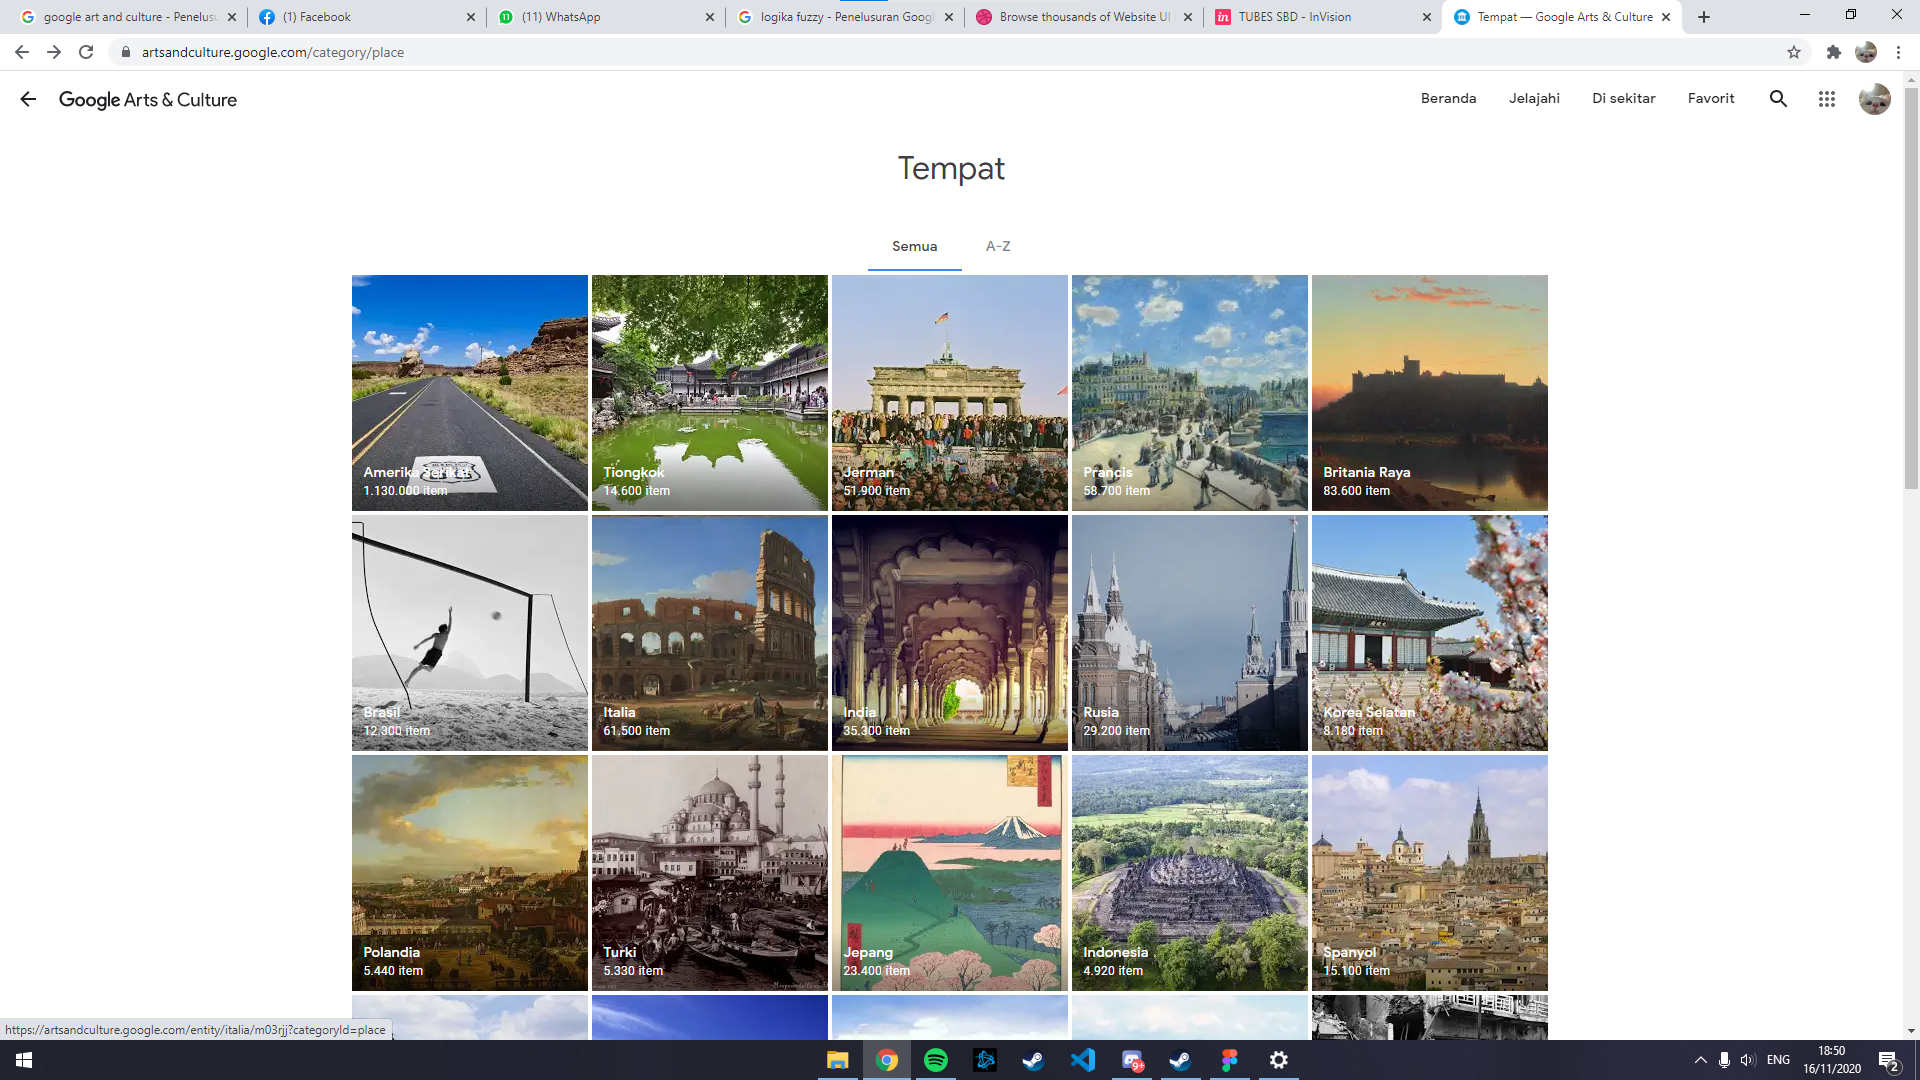 google art and culture - Penelusu
(1) Facebook
(11) WhatsApp
logika fuzzy - Penelusuran Googl
Browse thousands of Website UI
TUBES SBD - InVision
Tempat — Google Arts & Culture
artsandculture.google.com/category/place
Google Arts & Culture
Beranda
Jelajahi
Di sekitar
Favorit
Tempat
Semua
A-Z
Amerika Serikat
1.130.000 item
Tiongkok
14.600 item
Jerman
51.900 item
Prancis
58.700 item
Britania Raya
83.600 item
Brasil
12.300 item
Italia
61.500 item
India
35.300 item
Rusia
29.200 item
Korea Selatan
8.180 item
Polandia
5.440 item
Turki
5.330 item
Jepang
23.400 item
Indonesia
4.920 item
Spanyol
15.100 item
https://artsandculture.google.com/entity/italia/m03rjj?categoryId=place
9+
ENG
18:50
16/11/2020
2